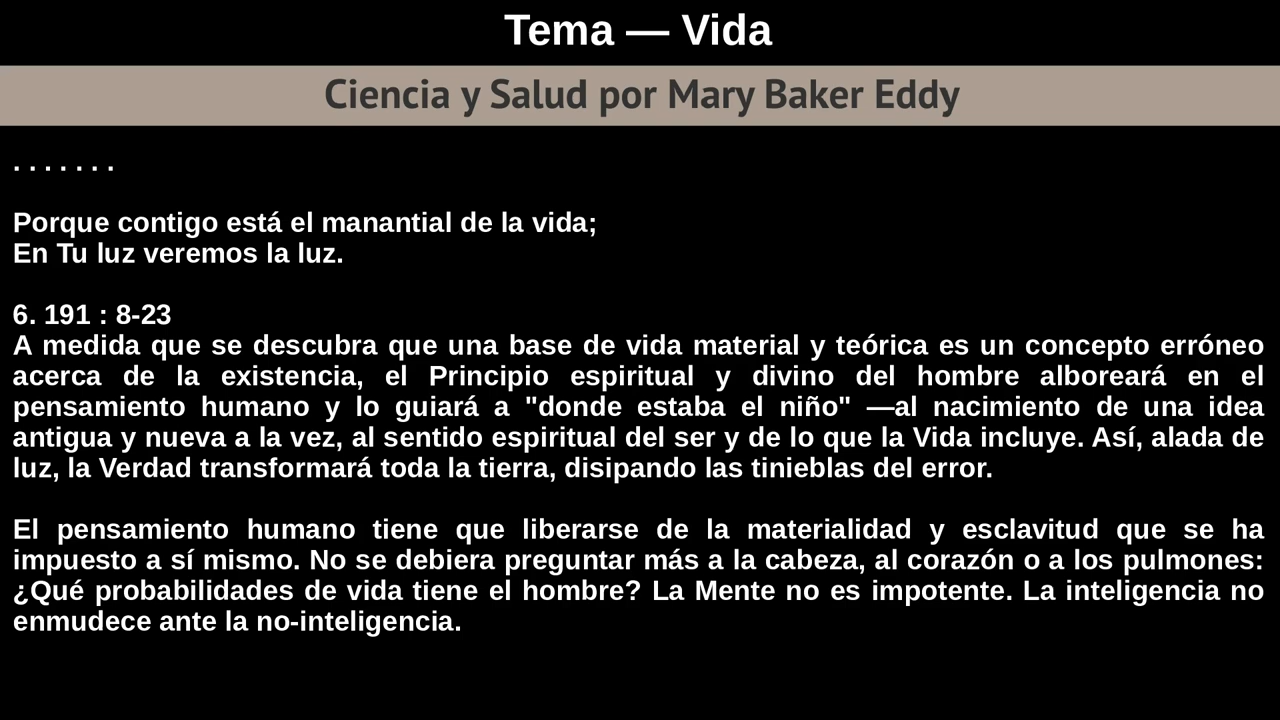 Tema — Vida
Ciencia y Salud por Mary Baker Eddy
. . . . . . .
Porque contigo está el manantial de la vida;
En Tu luz veremos la luz.
6. 191 : 8-23
A medida que se descubra que una base de vida material y teórica es un concepto erróneo
acerca de la existencia, el Principio espiritual y divino del hombre alboreará en el
pensamiento humano y lo guiará a "donde estaba el niño" —al nacimiento de una idea
antigua y nueva a la vez, al sentido espiritual del ser y de lo que la Vida incluye. Así, alada de
luz, la Verdad transformará toda la tierra, disipando las tinieblas del error.
El pensamiento humano tiene que liberarse de la materialidad y esclavitud que se ha
impuesto a sí mismo. No se debiera preguntar más a la cabeza, al corazón o a los pulmones:
¿Qué probabilidades de vida tiene el hombre? La Mente no es impotente. La inteligencia no
enmudece ante la no-inteligencia.